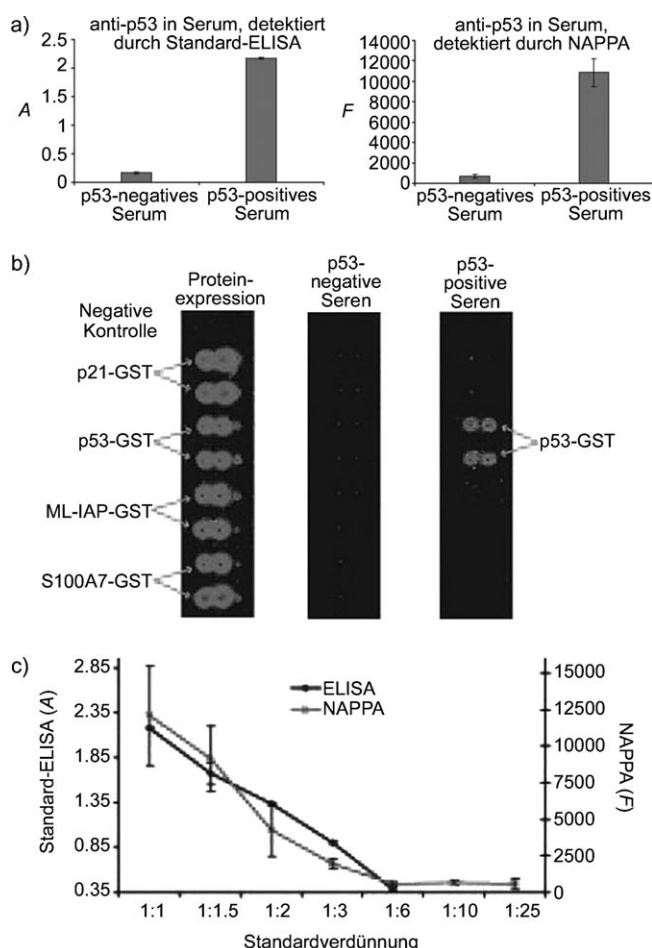 a)
anti-p53 in Serum, detektiert
durch Standard-ELISA
2.5
2
1.5
1
0.5
0
A
p53-negatives
Serum
p53-positives
Serum
anti-p53 in Serum,
detektiert durch NAPPA
14000
12000
10000
8000
6000
4000
2000
0
F
p53-negatives
Serum
p53-positives
Serum
b)
Negative
Kontrolle
Protein-
expression
p53-
negative
Seren
p53-
positive
Seren
p21-GST
p53-GST
ML-IAP-GST
S100A7-GST
p53-GST
c)
Standard-ELISA (A)
2.85
2.35
1.85
1.35
0.85
0.35
ELISA
NAPPA
15000
12500
10000
7500
5000
2500
0
NAPPA (F)
1:1 1:1.5 1:2 1:3 1:6 1:10 1:25
Standardverdünnung